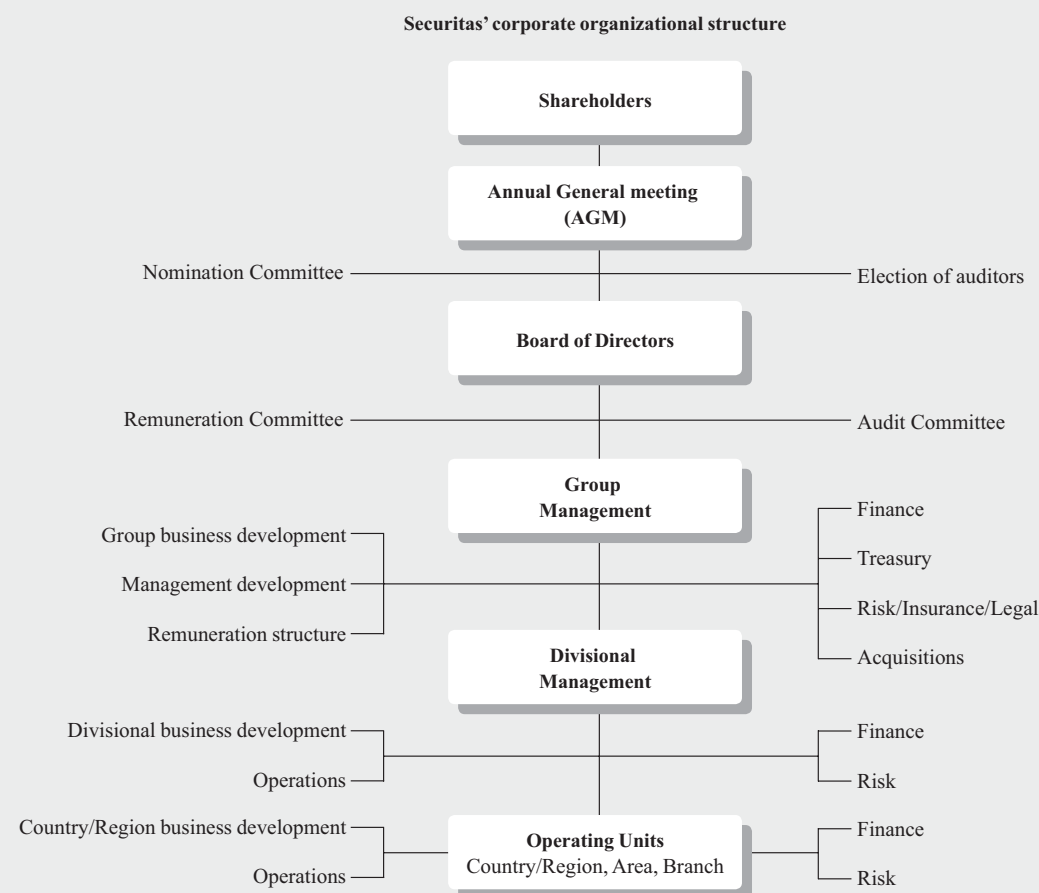 Securitas’ corporate organizational structure
Shareholders
Annual General meeting
(AGM)
Nomination Committee
Election of auditors
Board of Directors
Remuneration Committee
Audit Committee
Group
Management
Group business development
Management development
Remuneration structure
Finance
Treasury
Risk/Insurance/Legal
Acquisitions
Divisional
Management
Divisional business development
Operations
Finance
Risk
Country/Region business development
Operations
Operating Units
Country/Region, Area, Branch
Finance
Risk